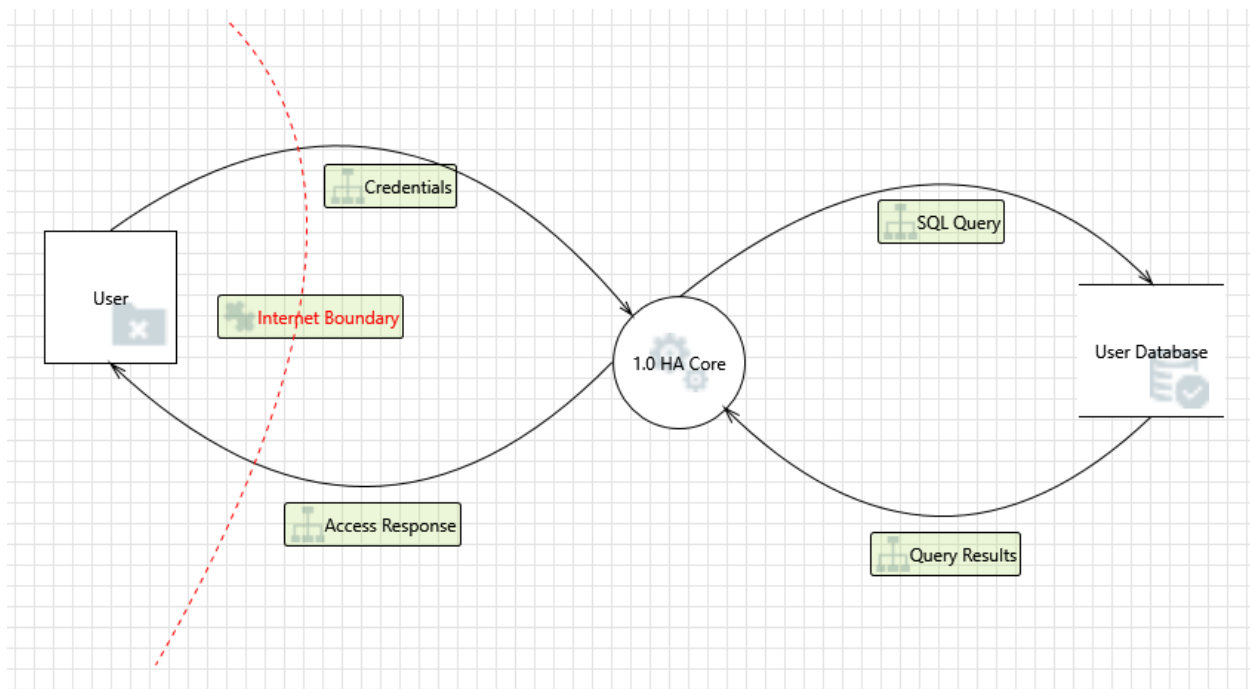 Credentials
SQL Query
User
Internet Boundary
1.0 HA Core
User Database
Access Response
Query Results